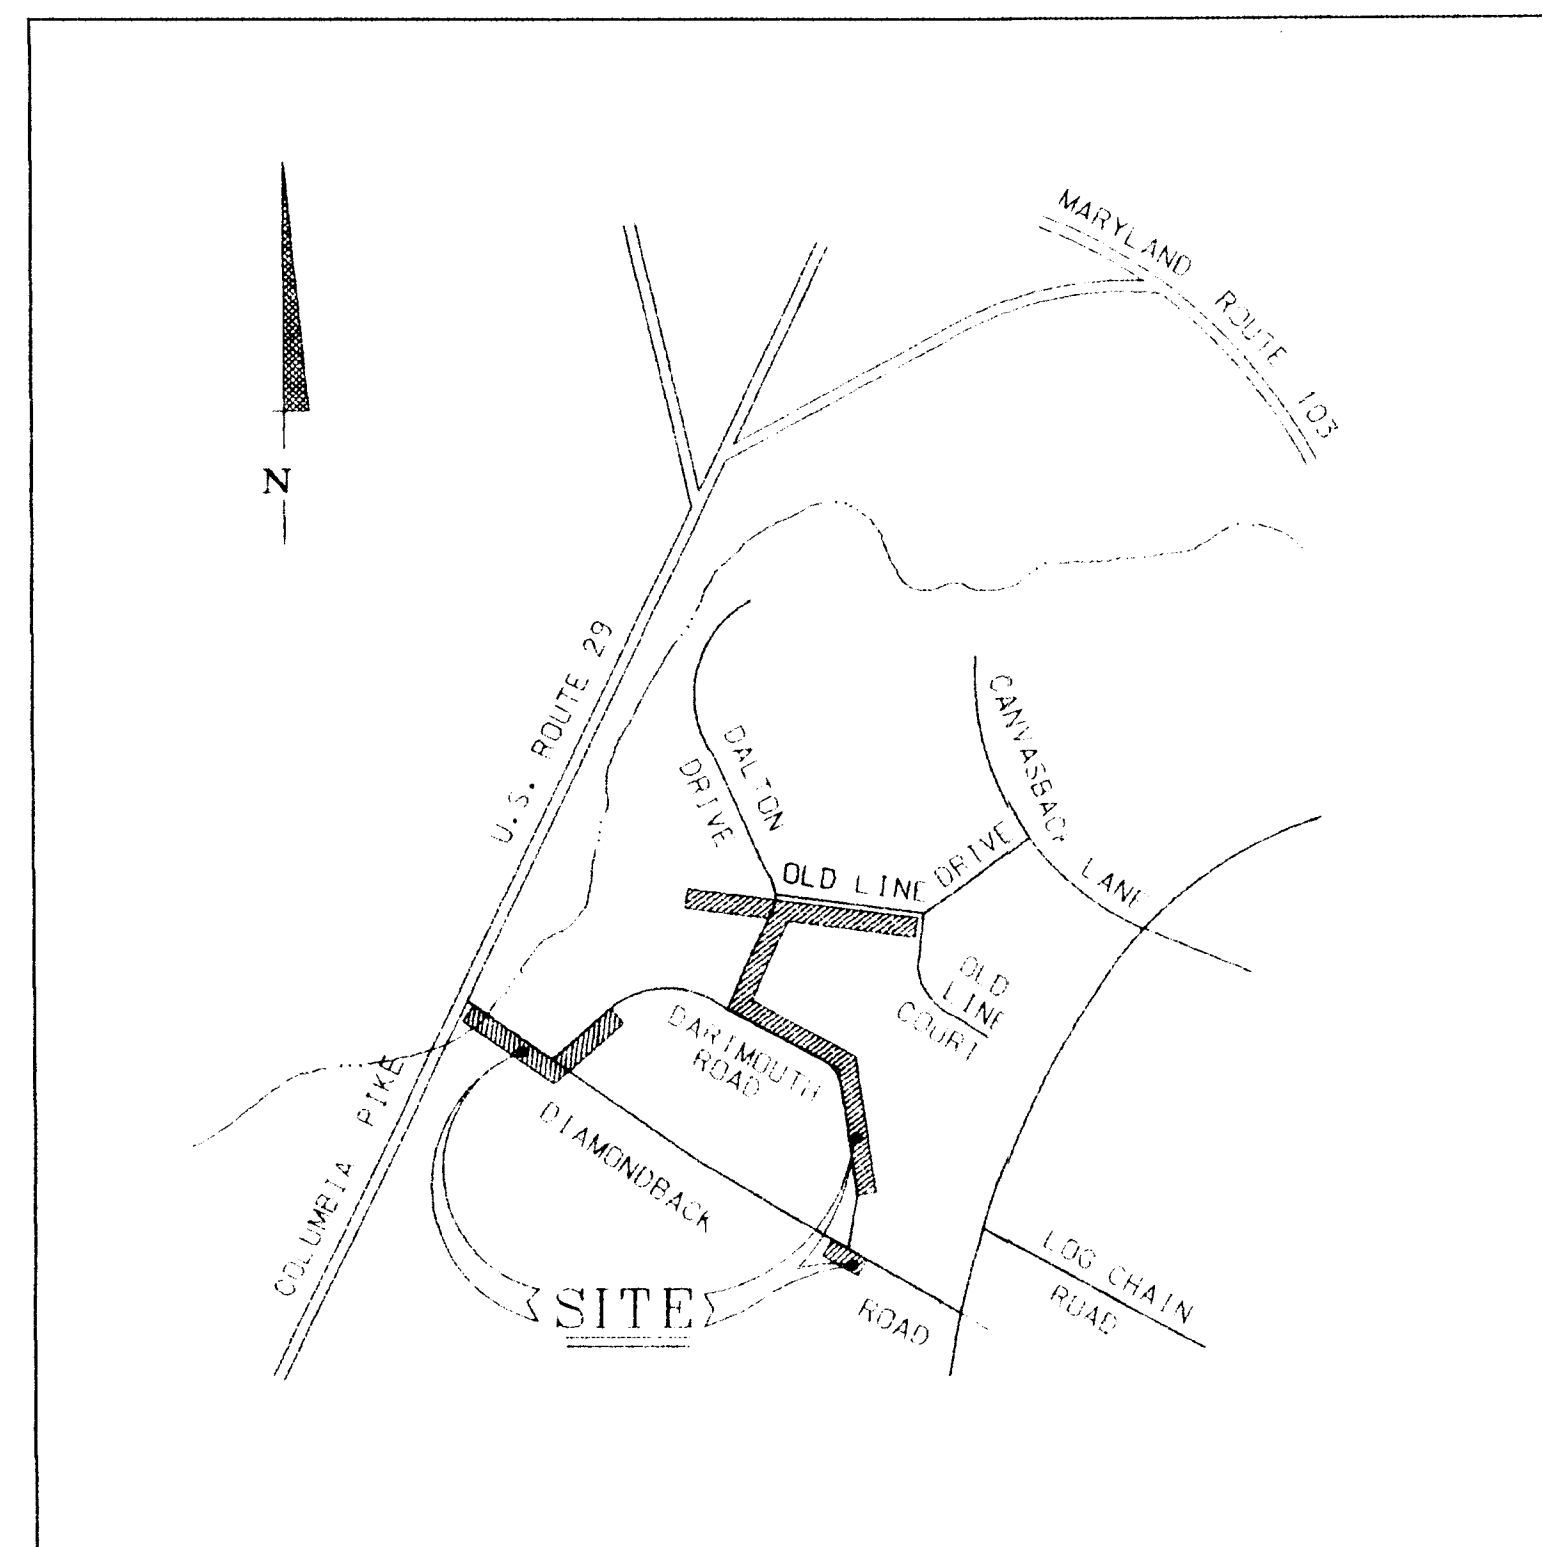 MARYLAND ROUTE 103
N
U.S. ROUTE 29
DALTON
DRIVE
CANVASBACK LANE
OLD LINE DRIVE
OLD
LINE
COURT
DARTMOUTH
ROAD
COLUMBIA PIKE
DIAMONDBACK ROAD
LOG CHAIN
ROAD
SITE